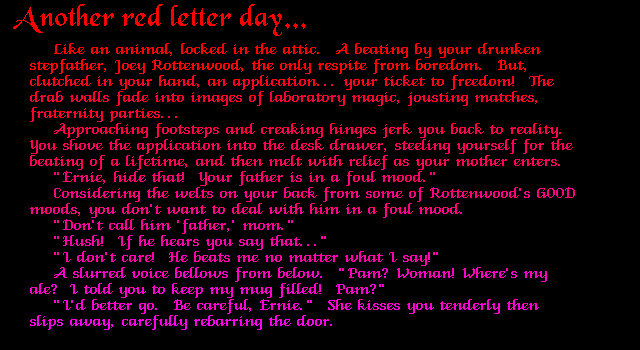 Another red letter day...
Like an animal, locked in the attic. A beating by your drunken
stepfather, Joey Rottenwood, the only respite from boredom. But,
clutched in your hand, an application... your ticket to freedom! The
drab walls fade into images of laboratory magic, jousting matches,
fraternity parties...
Approaching footsteps and creaking hinges jerk you back to reality.
You shove the application into the desk drawer, steeling yourself for the
beating of a lifetime, and then melt with relief as your mother enters.
"Ernie, hide that! Your father is in a foul mood."
Considering the welts on your back from some of Rottenwood's GOOD
moods, you don't want to deal with him in a foul mood.
"Don't call him 'father,' mom."
"Hush! If he hears you say that..."
"I don't care! He beats me no matter what I say!"
A slurred voice bellows from below. "Pam? Woman! Where's my
ale? I told you to keep my mug filled! Pam?"
"I'd better go. Be careful, Ernie." She kisses you tenderly then
slips away, carefully rebarring the door.